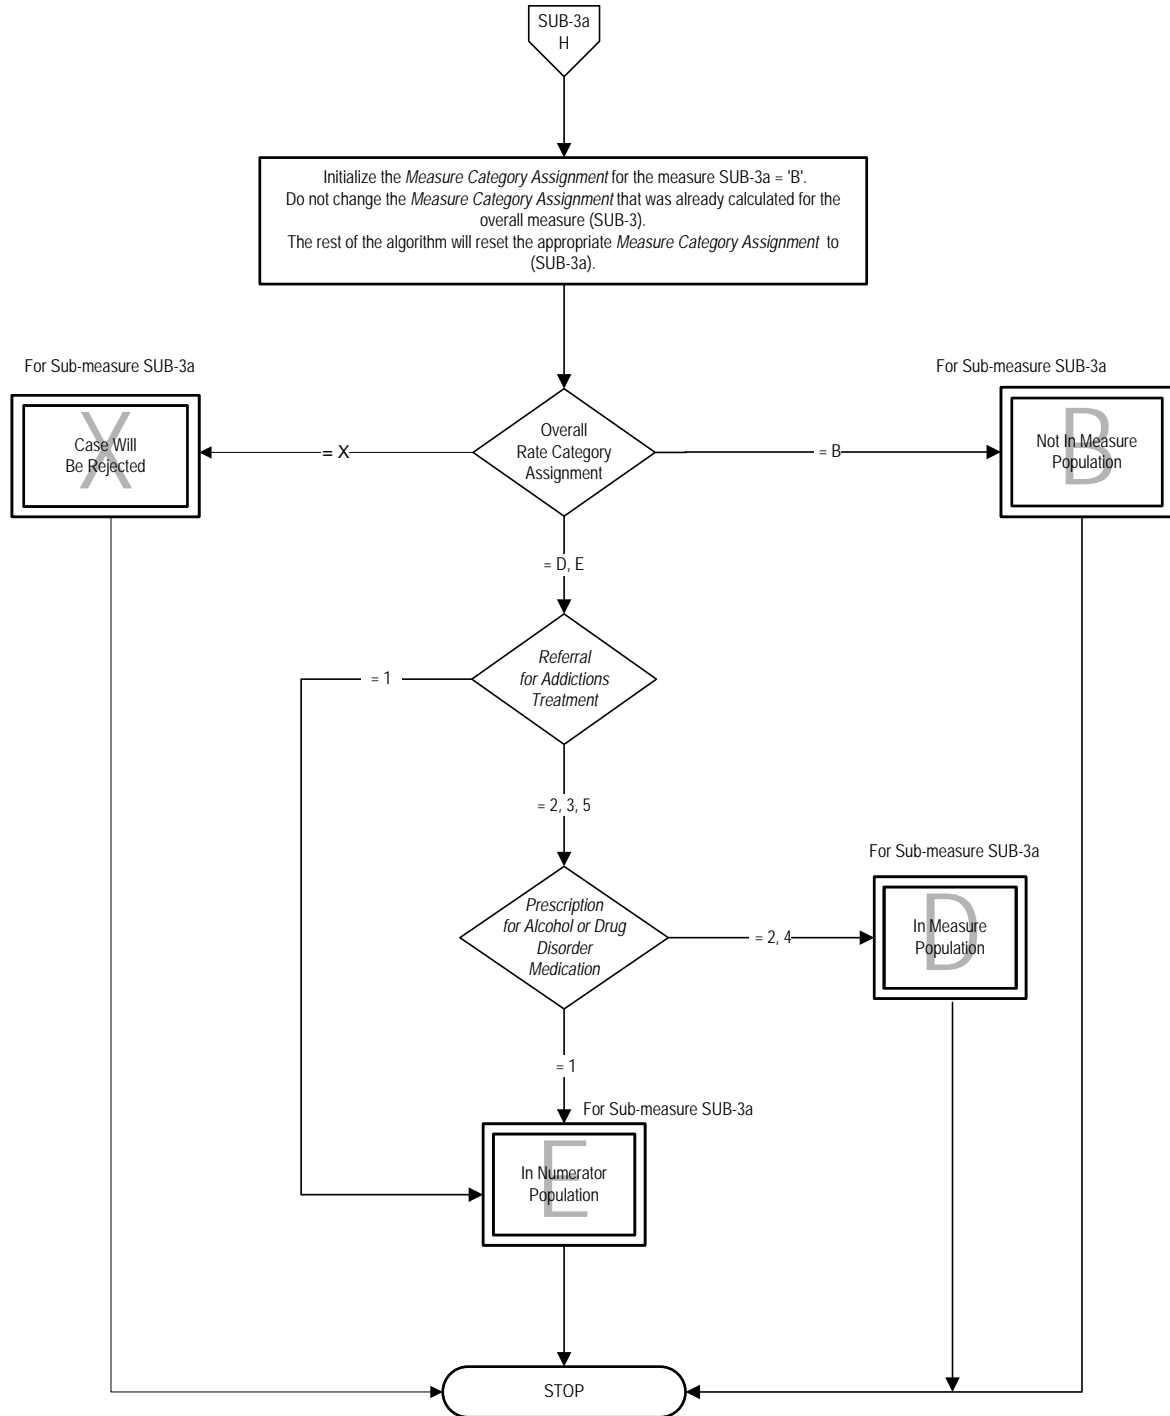 SUB-3a
H
Initialize the Measure Category Assignment for the measure SUB-3a = 'B'.
Do not change the Measure Category Assignment that was already calculated for the
overall measure (SUB-3).
The rest of the algorithm will reset the appropriate Measure Category Assignment to
(SUB-3a).
For Sub-measure SUB-3a
For Sub-measure SUB-3a
X
Case Will
Be Rejected
= X
Overall
Rate Category
Assignment
= B
B
Not In Measure
Population
= D, E
Referral
for Addictions
Treatment
= 1
= 2, 3, 5
For Sub-measure SUB-3a
Prescription
for Alcohol or Drug
Disorder
Medication
= 2, 4
D
In Measure
Population
= 1
For Sub-measure SUB-3a
E
In Numerator
Population
STOP